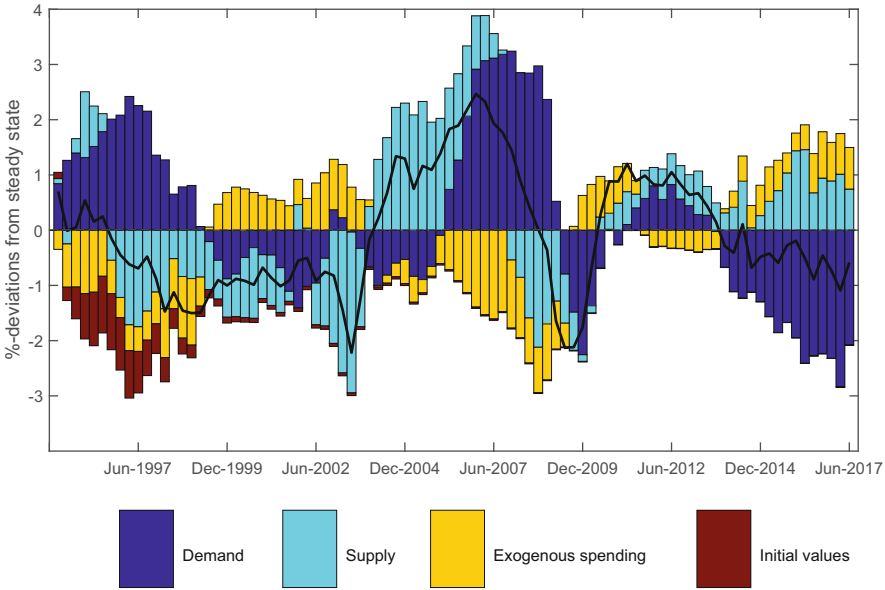 %-deviations from steady state
4
3
2
1
0
-1
-2
-3
Jun-1997 Dec-1999 Jun-2002 Dec-2004 Jun-2007 Dec-2009 Jun-2012 Dec-2014 Jun-2017
Demand Supply Exogenous spending Initial values